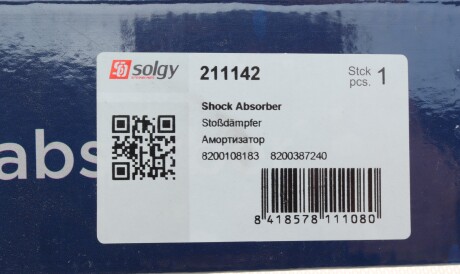 solgy 211142 Stck pcs. 1
Shock Absorber
Stoßdämpfer
Амортизатор
8200108183 8200387240
abs
8 418578 111080